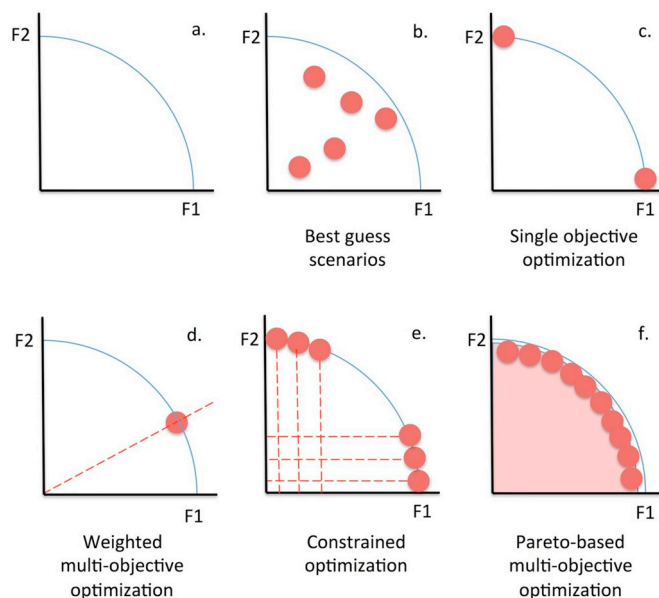 a.
F2
F1
b.
F2
F1
Best guess
scenarios
c.
F2
F1
Single objective
optimization
d.
F2
F1
Weighted
multi-objective
optimization
e.
F2
F1
Constrained
optimization
f.
F2
F1
Pareto-based
multi-objective
optimization